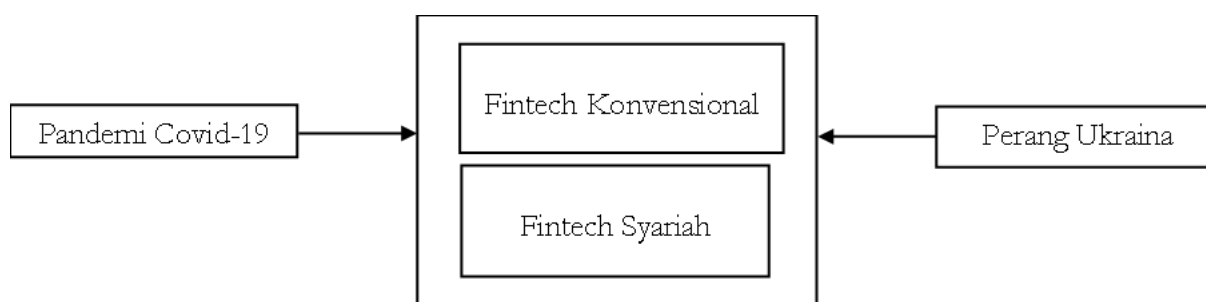 Fintech Konvensional
Pandemi Covid-19
Perang Ukraina
Fintech Syariah